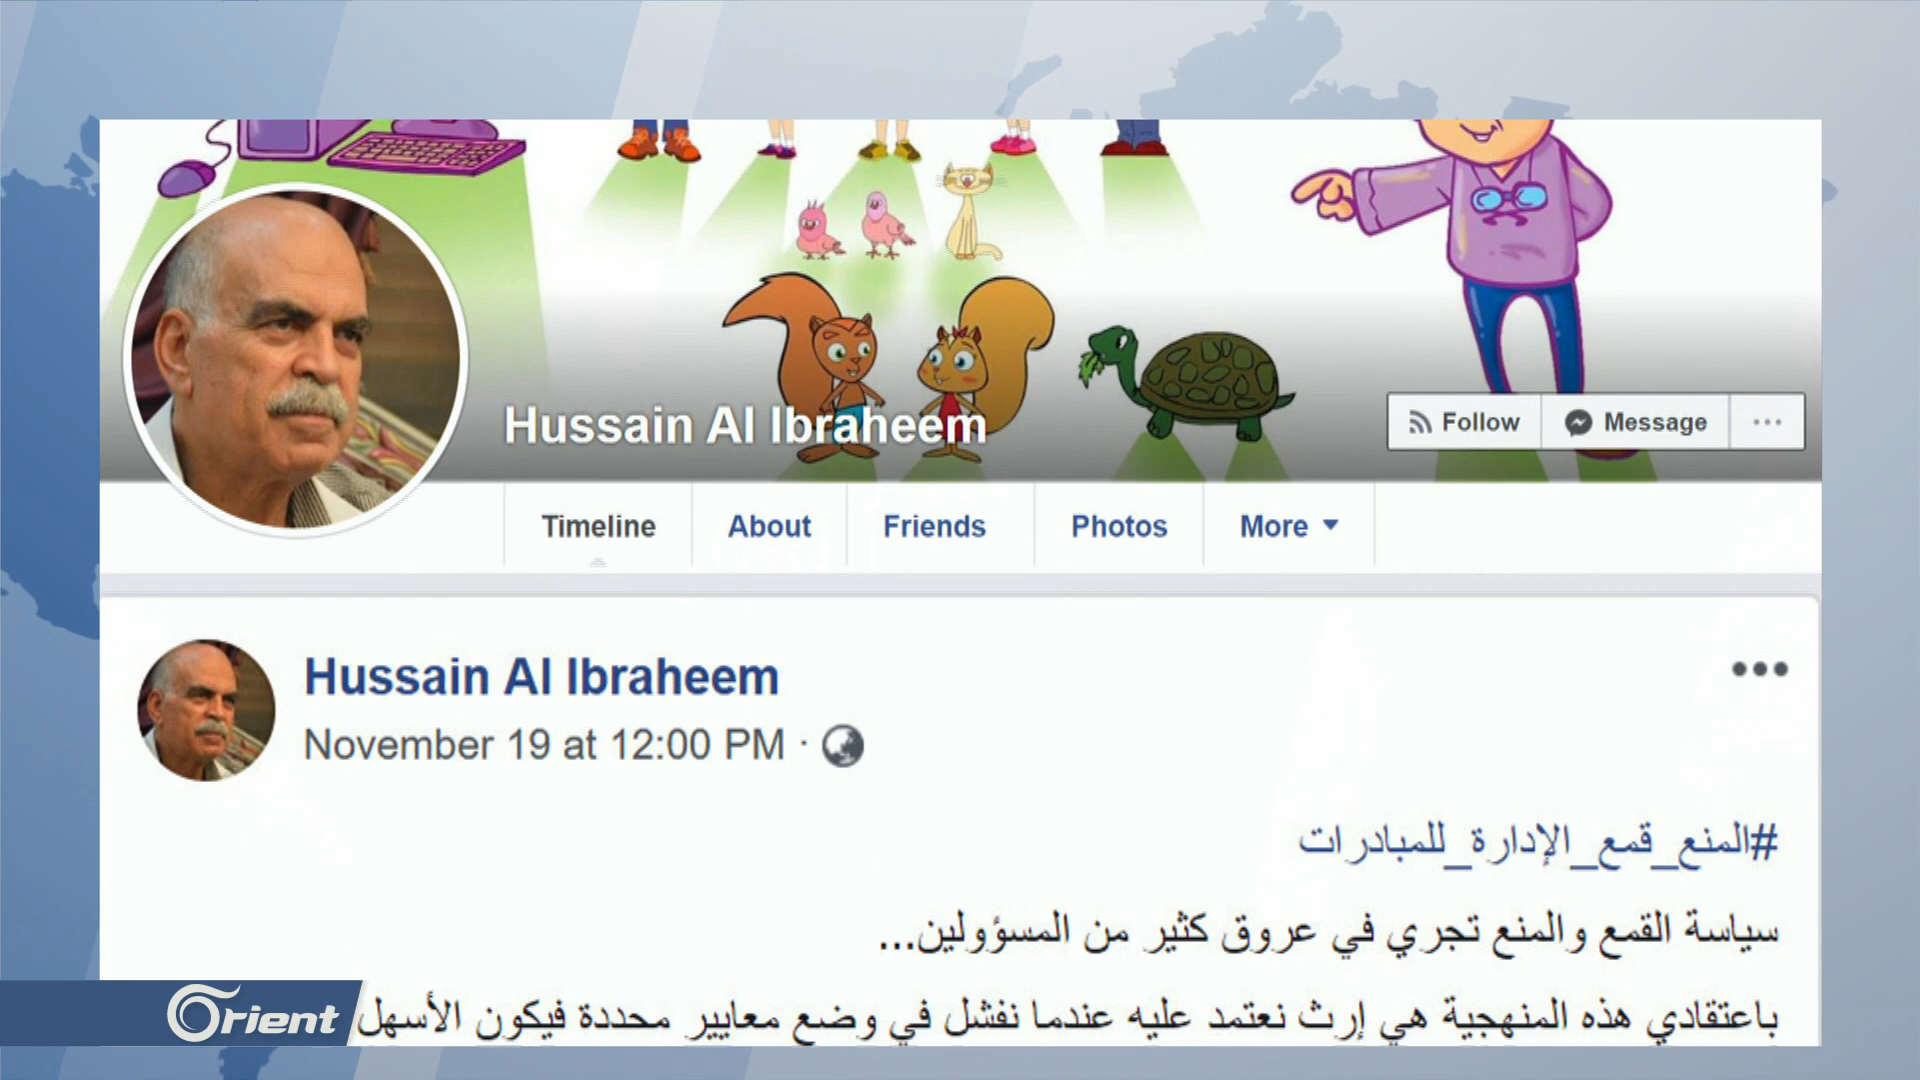 Hussain Al Ibraheem
Follow
Message
Timeline
About
Friends
Photos
More
Hussain Al Ibraheem
November 19 at 12:00 PM ·
#المنع_قمع_الإدارة_للمبادرات
سياسة القمع والمنع تجري في عروق كثير من المسؤولين...
باعتقادي هذه المنهجية هي إرث نعتمد عليه عندما نفشل في وضع معايير محددة فيكون الأسهل
Orient